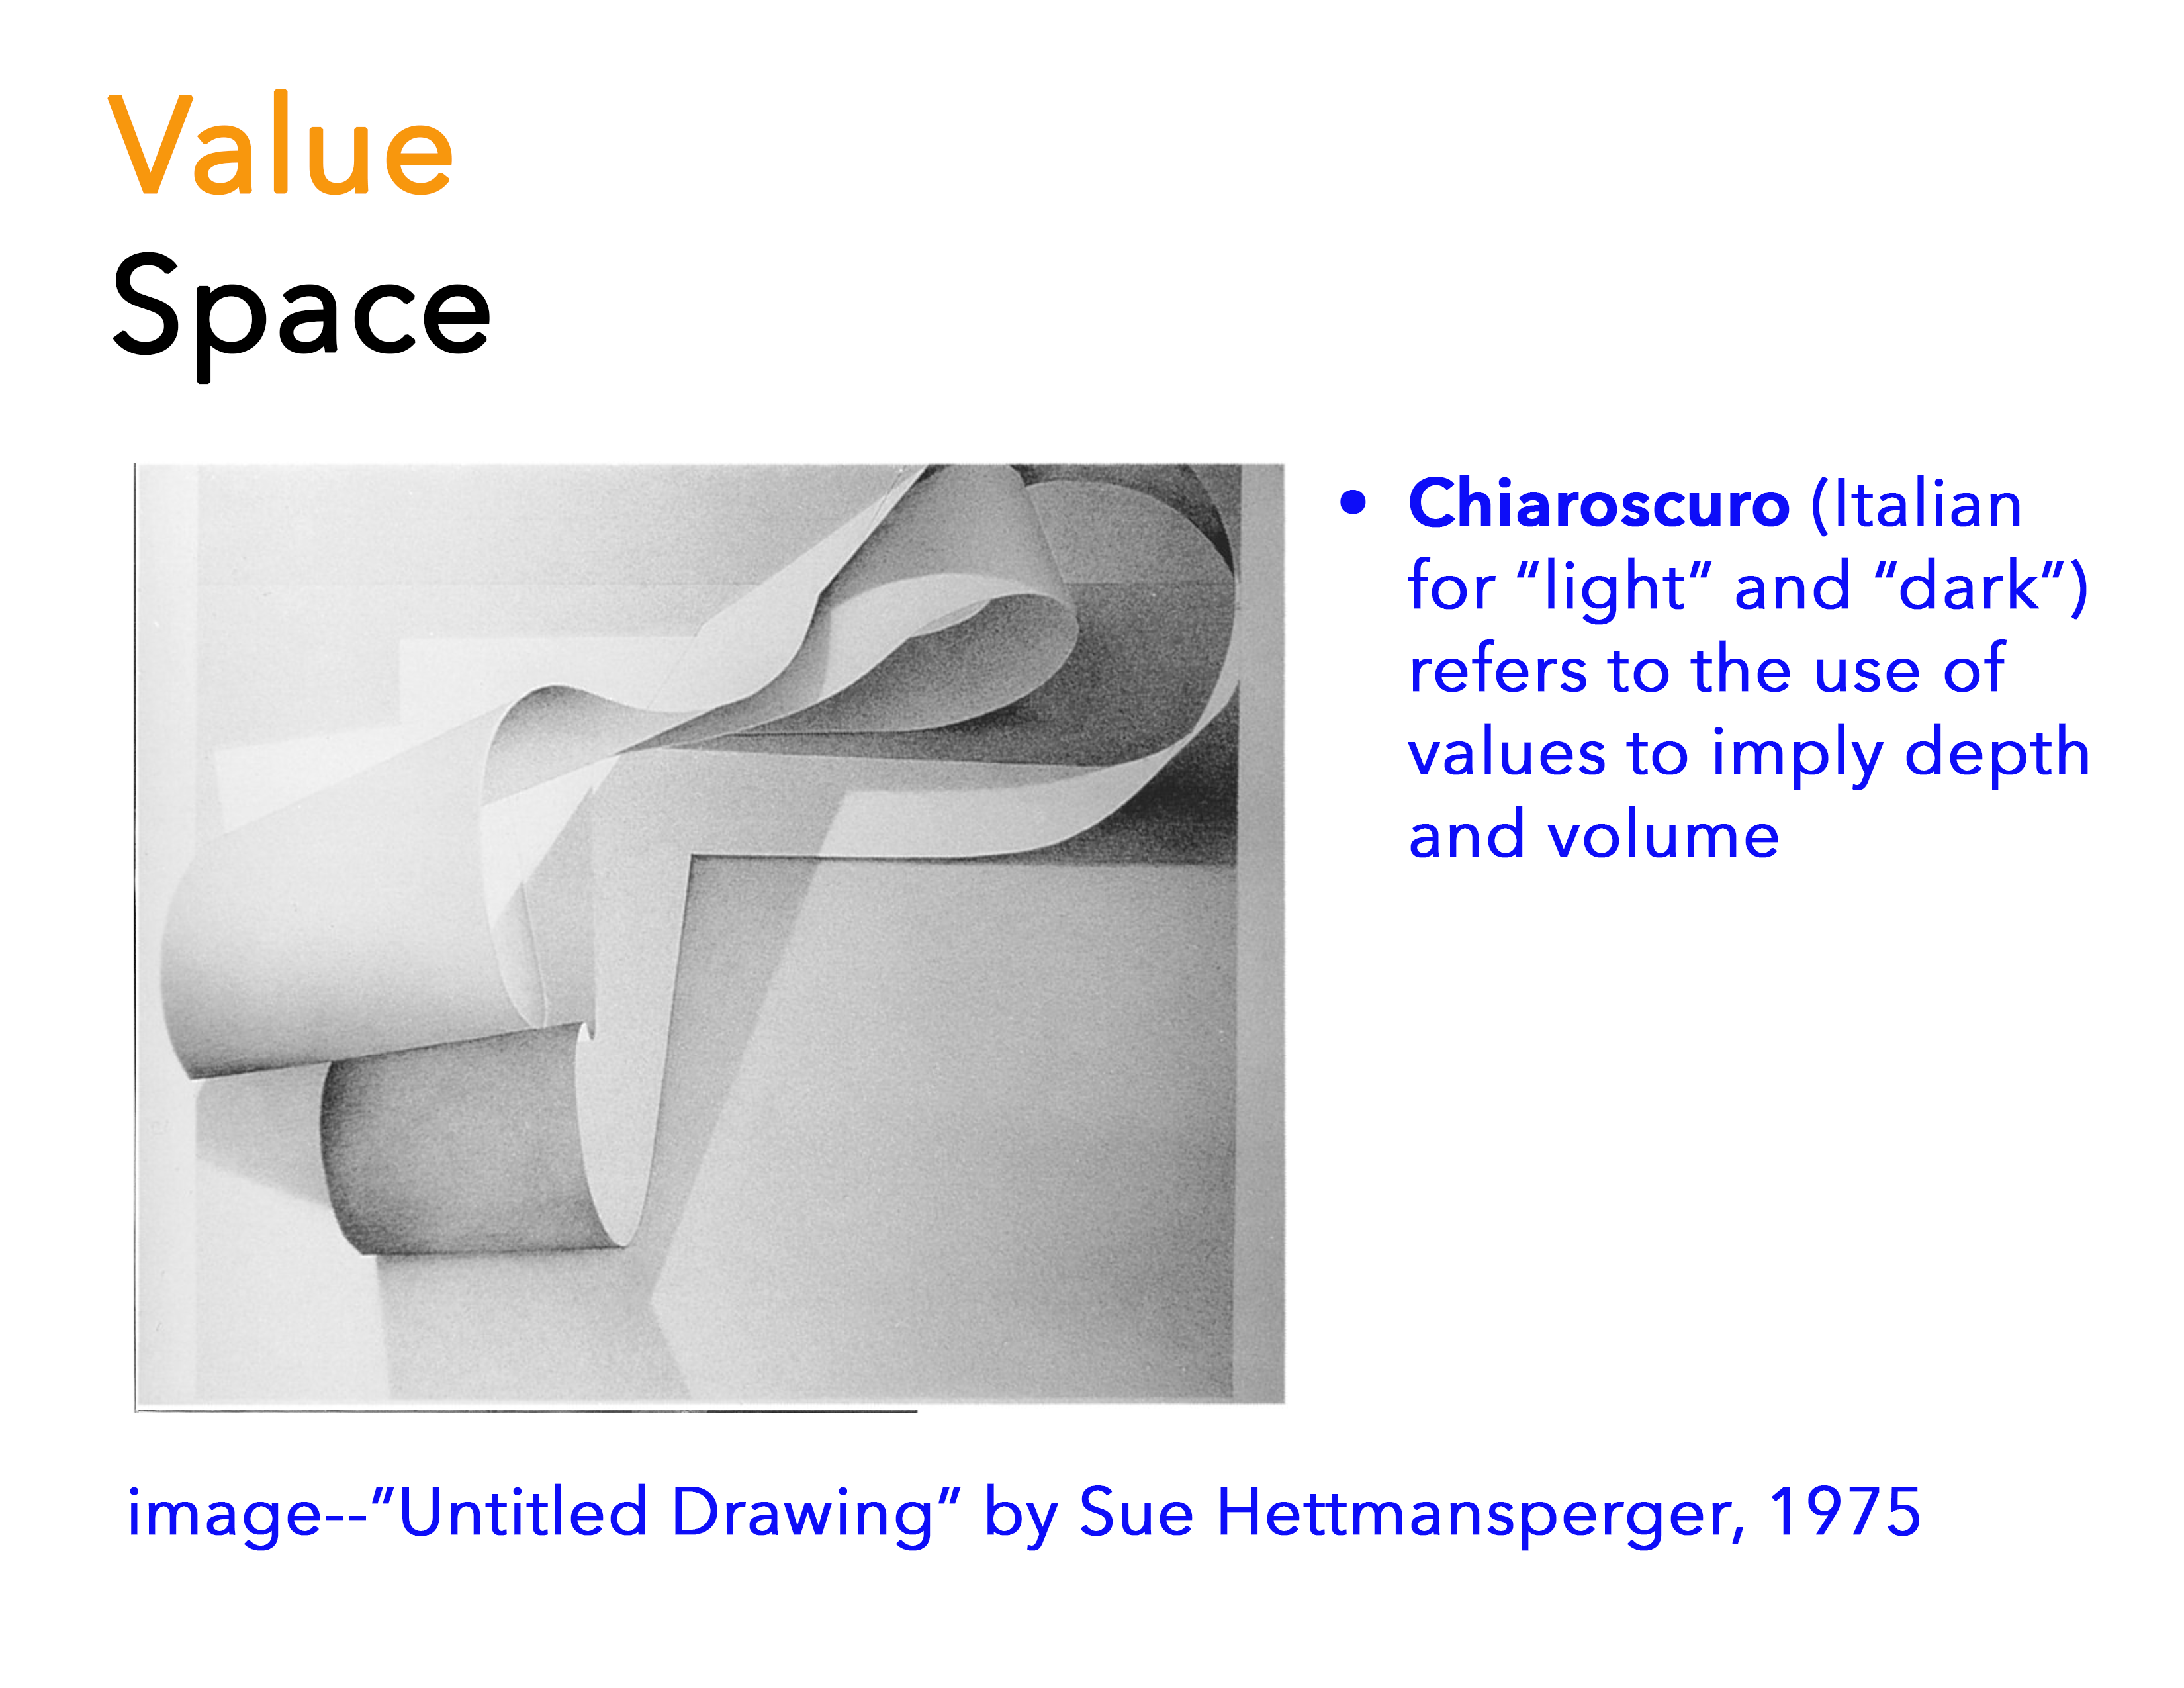 Value
Space
• Chiaroscuro (Italian
for “light” and “dark”)
refers to the use of
values to imply depth
and volume
image--“Untitled Drawing” by Sue Hettmansperger, 1975